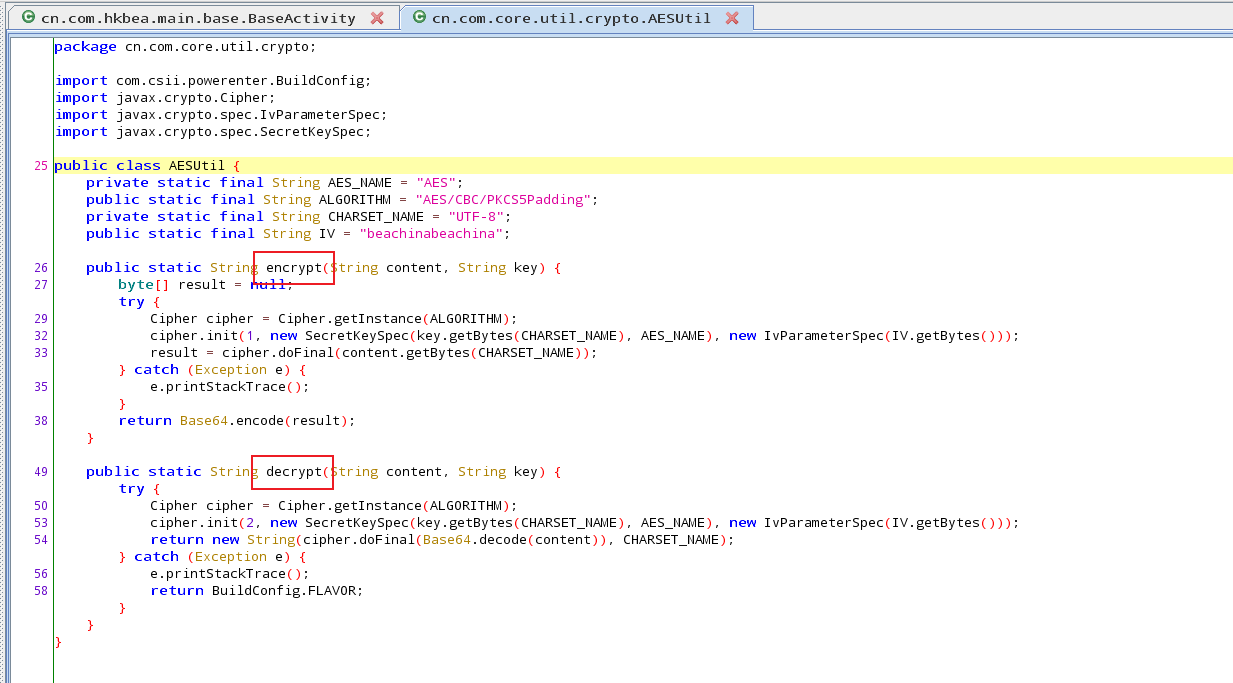 cn.com.hkbea.main.base.BaseActivity cn.com.core.util.crypto.AESUtil
package cn.com.core.util.crypto;
import com.csii.powerenter.BuildConfig;
import javax.crypto.Cipher;
import javax.crypto.spec.IvParameterSpec;
import javax.crypto.spec.SecretKeySpec;
25 public class AESUtil {
private static final String AES_NAME = "AES";
public static final String ALGORITHM = "AES/CBC/PKCS5Padding";
private static final String CHARSET_NAME = "UTF-8";
public static final String IV = "beachinabeachina";
26 public static String encrypt(String content, String key) {
27 byte[] result = null;
try {
29 Cipher cipher = Cipher.getInstance(ALGORITHM);
32 cipher.init(1, new SecretKeySpec(key.getBytes(CHARSET_NAME), AES_NAME), new IvParameterSpec(IV.getBytes()));
33 result = cipher.doFinal(content.getBytes(CHARSET_NAME));
} catch (Exception e) {
35 e.printStackTrace();
}
38 return Base64.encode(result);
}
49 public static String decrypt(String content, String key) {
try {
50 Cipher cipher = Cipher.getInstance(ALGORITHM);
53 cipher.init(2, new SecretKeySpec(key.getBytes(CHARSET_NAME), AES_NAME), new IvParameterSpec(IV.getBytes()));
54 return new String(cipher.doFinal(Base64.decode(content)), CHARSET_NAME);
} catch (Exception e) {
56 e.printStackTrace();
58 return BuildConfig.FLAVOR;
}
}
}